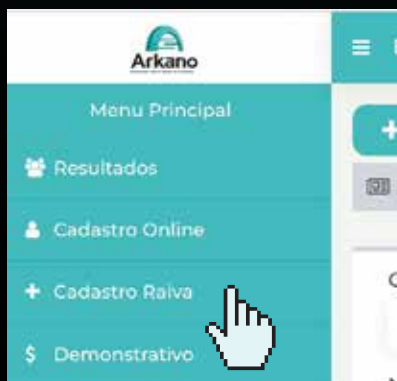 Arkano
Menu Principal
Resultados
Cadastro Online
Cadastro Raiva
$ Demonstrativo